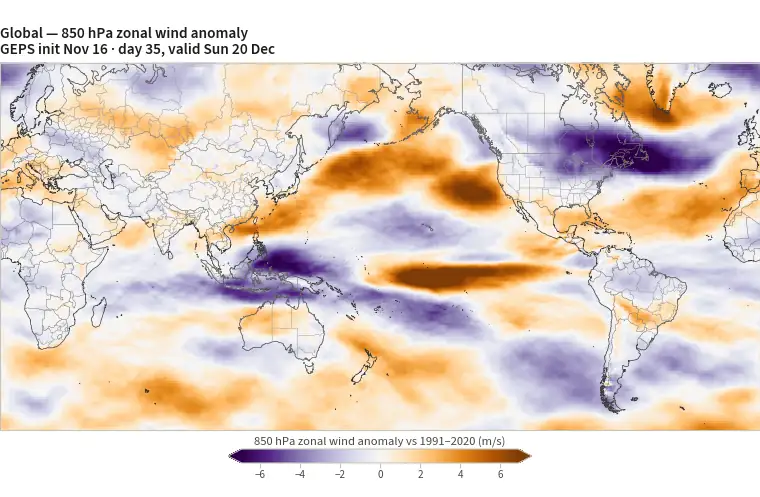 Global — 850 hPa zonal wind anomaly
GEPS init Nov 16 · day 35, valid Sun 20 Dec
850 hPa zonal wind anomaly vs 1991–2020 (m/s)
−6 −4 −2 0 2 4 6